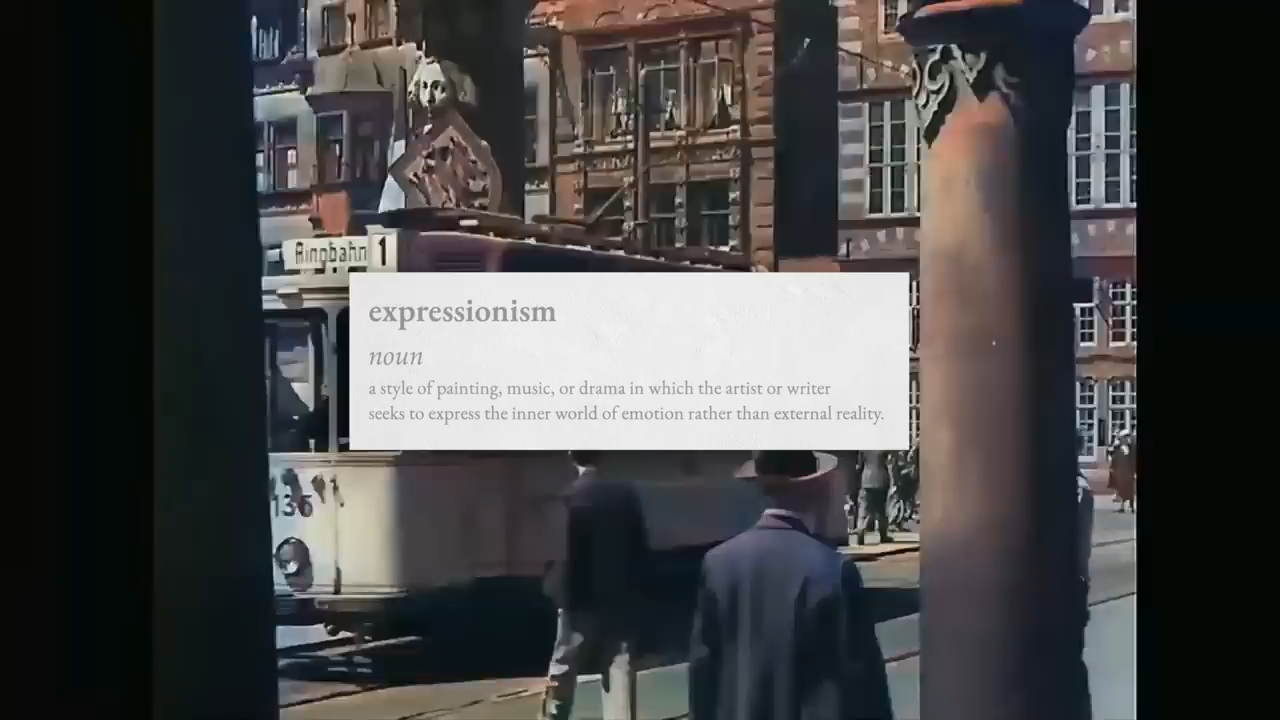 Ringbahn 1
expressionism
noun
a style of painting, music, or drama in which the artist or writer
seeks to express the inner world of emotion rather than external reality.